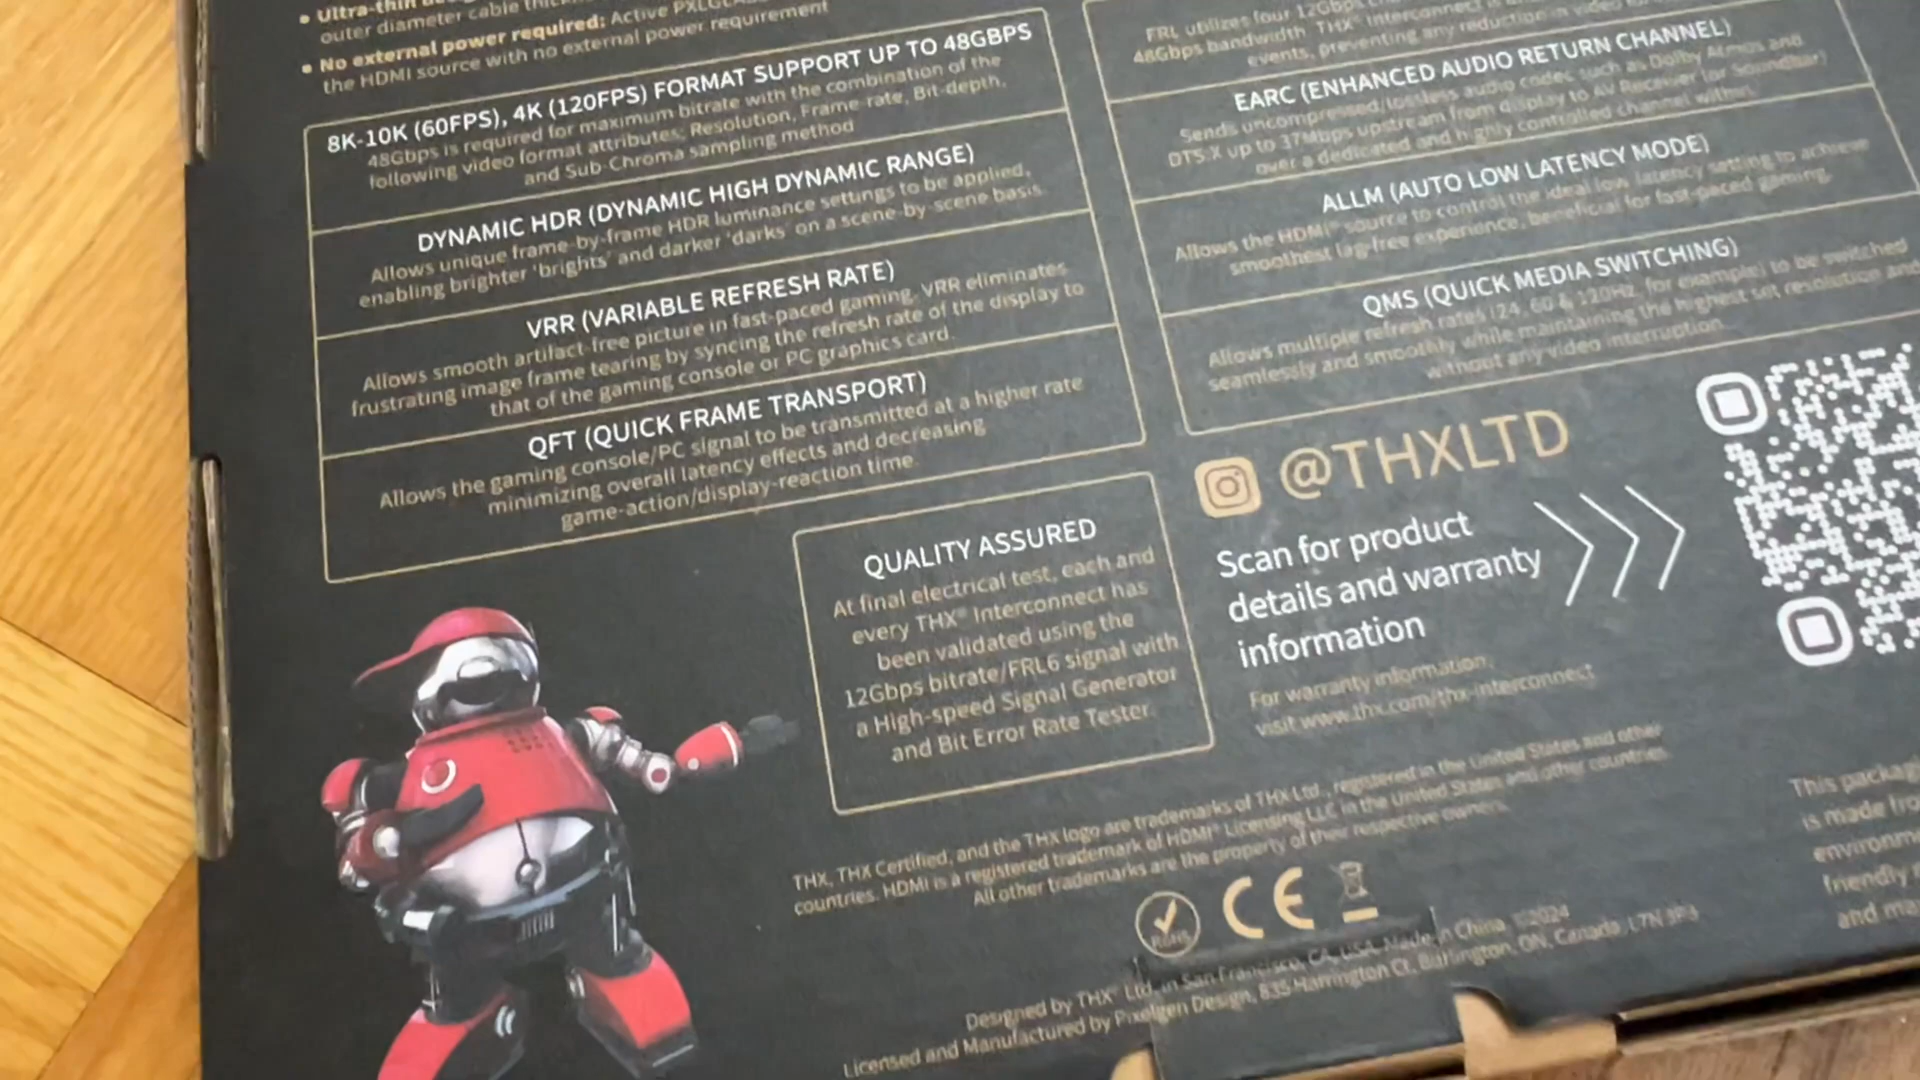 • Ultra-thin
outer diameter cable
• No external power required: Active
the HDMI source with no external power requirement
8K-10K (60FPS), 4K (120FPS) FORMAT SUPPORT UP TO 48GBPS
48Gbps is required for maximum bitrate with the combination of the
following video format attributes: Resolution, Frame-rate, Bit-depth,
and Sub-Chroma sampling method
DYNAMIC HDR (DYNAMIC HIGH DYNAMIC RANGE)
Allows unique frame-by-frame HDR luminance settings to be applied,
enabling brighter 'brights' and darker 'darks' on a scene-by-scene basis.
VRR (VARIABLE REFRESH RATE)
Allows smooth artifact-free picture in fast-paced gaming, VRR eliminates
frustrating image frame tearing by syncing the refresh rate of the display to
that of the gaming console or PC graphics card.
QFT (QUICK FRAME TRANSPORT)
Allows the gaming console/PC signal to be transmitted at a higher rate
minimizing overall latency effects and decreasing
game-action/display-reaction time.
FRL utilizes four 12Gbps
48Gbps bandwidth THX® Interconnect is
events, preventing any reduction in video
EARC (ENHANCED AUDIO RETURN CHANNEL)
Sends uncompressed/lossless audio codec such as Dolby Atmos and
DTS:X up to 37Mbps upstream from display to AV Receiver (or Soundbar)
over a dedicated and highly controlled channel within
ALLM (AUTO LOW LATENCY MODE)
Allows the HDMI® source to control the ideal low-latency setting to achieve
smoothest lag-free experience, beneficial for fast-paced gaming.
QMS (QUICK MEDIA SWITCHING)
Allows multiple refresh rates (24, 60 & 120Hz, for example) to be switched
seamlessly and smoothly while maintaining the highest set resolution and
without any video interruption.
@THXLTD
Scan for product
details and warranty
information
For warranty information,
visit www.thx.com/thx-interconnect
QUALITY ASSURED
At final electrical test, each and
every THX® Interconnect has
been validated using the
12Gbps bitrate/FRL6 signal with
a High-speed Signal Generator
and Bit Error Rate Tester.
THX, THX Certified, and the THX logo are trademarks of THX Ltd., registered in the United States and other
countries. HDMI is a registered trademark of HDMI® Licensing LLC in the United States and other countries.
All other trademarks are the property of their respective owners.
RoHS
CE
Designed by THX® Ltd. in San Francisco, CA, USA. Made in China ©2024
Licensed and Manufactured by Pixelgen Design, 835 Harrington Ct, Burlington, ON, Canada L7N 3P3
This packag
is made fro
environm
friendly
and ma